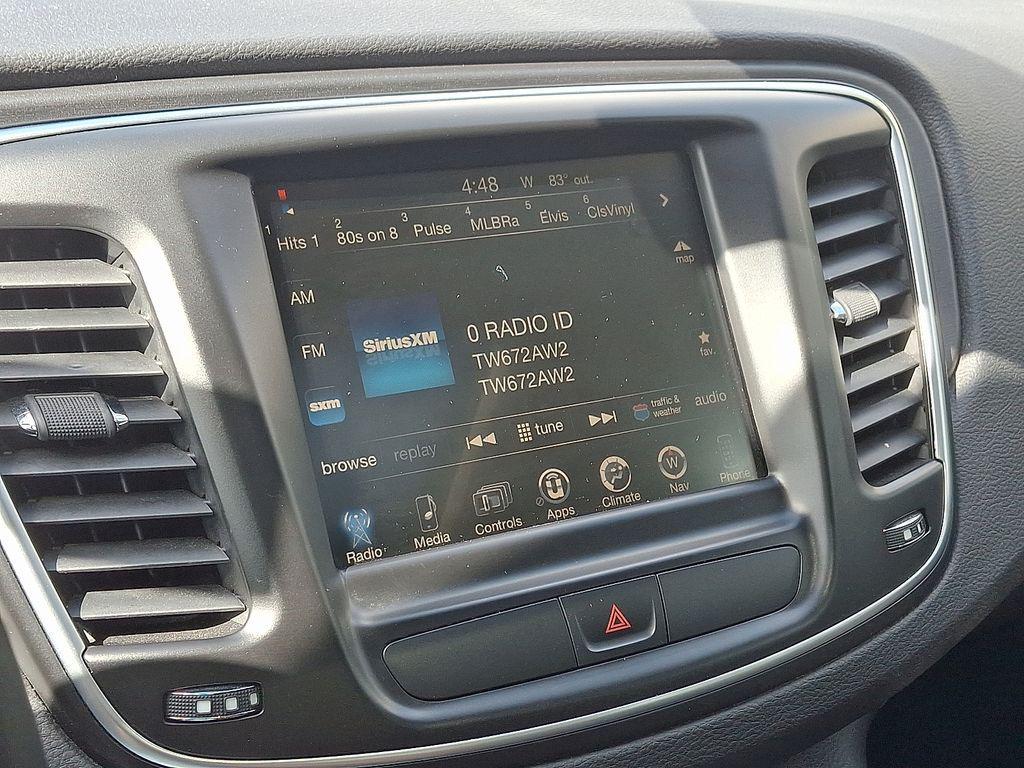 4:48 W 83° out.
1 Hits 1 2 80s on 8 3 Pulse 4 MLBRa 5 Elvis 6 ClsVinyl
map
AM
SiriusXM
0 RADIO ID
FM
TW672AW2
fav.
TW672AW2
sxm
browse replay tune traffic & weather audio
Radio Media Controls Apps Climate W Nav Phone